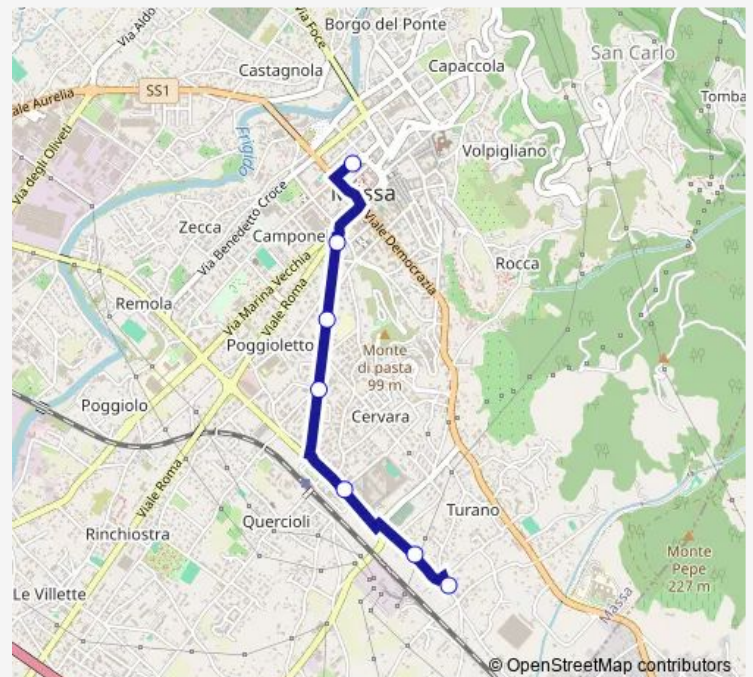 Borgo del Ponte
Via Aldo
Via Foce
San Carlo
Castagnola
Capaccola
SS1
Tomba
Via degli Oliveti
Frigido
Volpigliano
Massa
Via Benedetto Croce
Zecca
Campone
Viale Democrazia
Rocca
Via Marina Vecchia
Viale Roma
Remola
Poggioletto
Monte
di pasta
99 m
Poggiolo
Cervara
Viale Roma
Quercioli
Turano
Rinchiostra
Monte
Pepe
227 m
Le Villette
Massa
© OpenStreetMap contributors